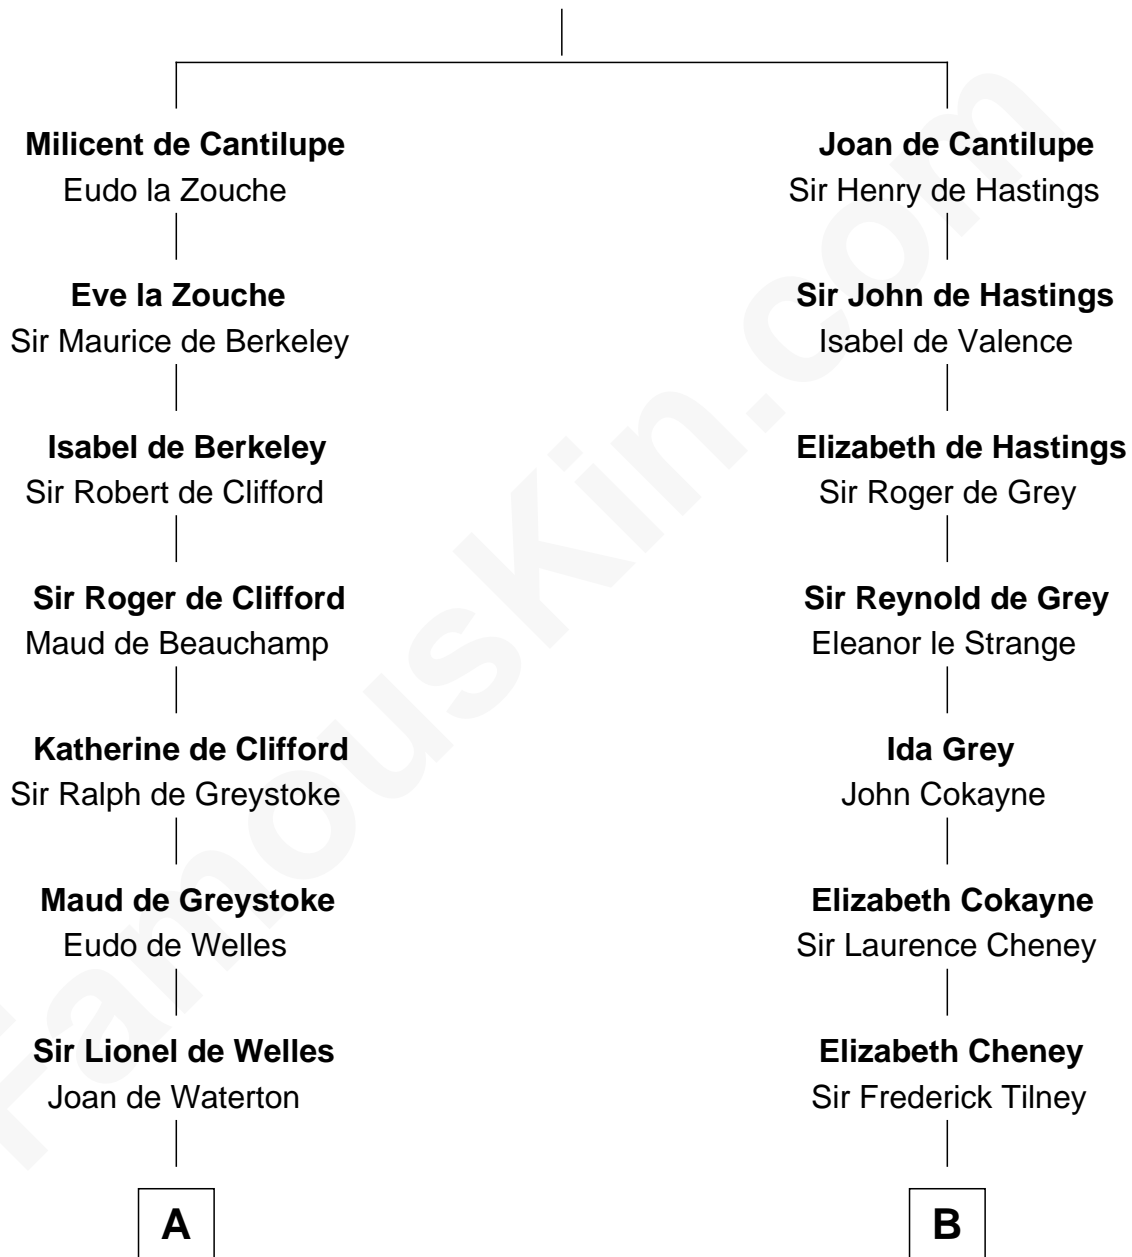 Milicent de Cantilupe
Eudo la Zouche
Eve la Zouche
Sir Maurice de Berkeley
Isabel de Berkeley
Sir Robert de Clifford
Sir Roger de Clifford
Maud de Beauchamp
Katherine de Clifford
Sir Ralph de Greystoke
Maud de Greystoke
Eudo de Welles
Sir Lionel de Welles
Joan de Waterton
A
Joan de Cantilupe
Sir Henry de Hastings
Sir John de Hastings
Isabel de Valence
Elizabeth de Hastings
Sir Roger de Grey
Sir Reynold de Grey
Eleanor le Strange
Ida Grey
John Cokayne
Elizabeth Cokayne
Sir Laurence Cheney
Elizabeth Cheney
Sir Frederick Tilney
B
FamousKin.com